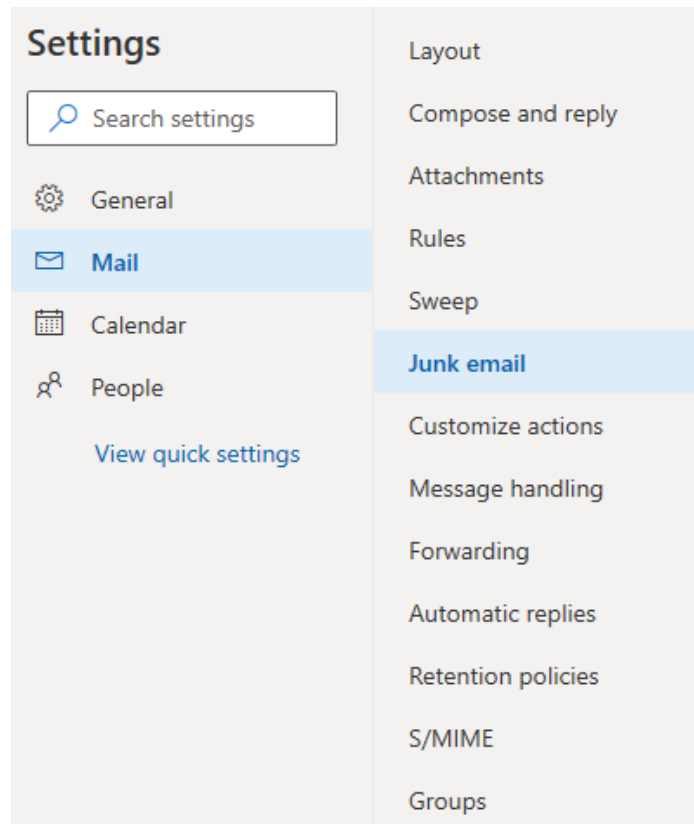 Settings
Search settings
General
Mail
Calendar
People
View quick settings
Layout
Compose and reply
Attachments
Rules
Sweep
Junk email
Customize actions
Message handling
Forwarding
Automatic replies
Retention policies
S/MIME
Groups